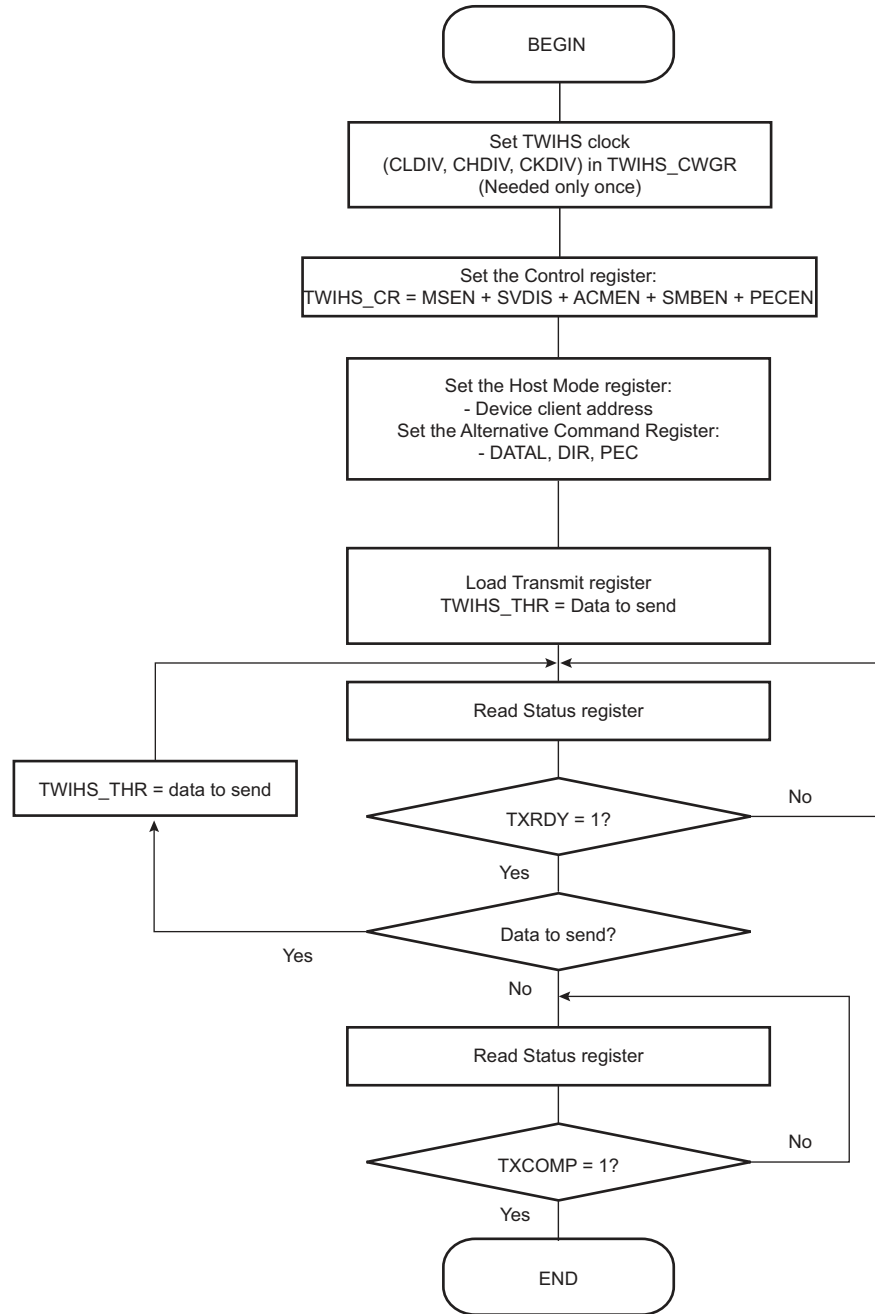 BEGIN
Set TWIHS clock
(CLDIV, CHDIV, CKDIV) in TWIHS_CWGR
(Needed only once)
Set the Control register:
TWIHS_CR = MSEN + SVDIS + ACMEN + SMBEN + PECEN
Set the Host Mode register:
- Device client address
Set the Alternative Command Register:
- DATAL, DIR, PEC
Load Transmit register
TWIHS_THR = Data to send
Read Status register
TWIHS_THR = data to send
No
TXRDY = 1?
Yes
Data to send?
Yes
No
Read Status register
No
TXCOMP = 1?
Yes
END